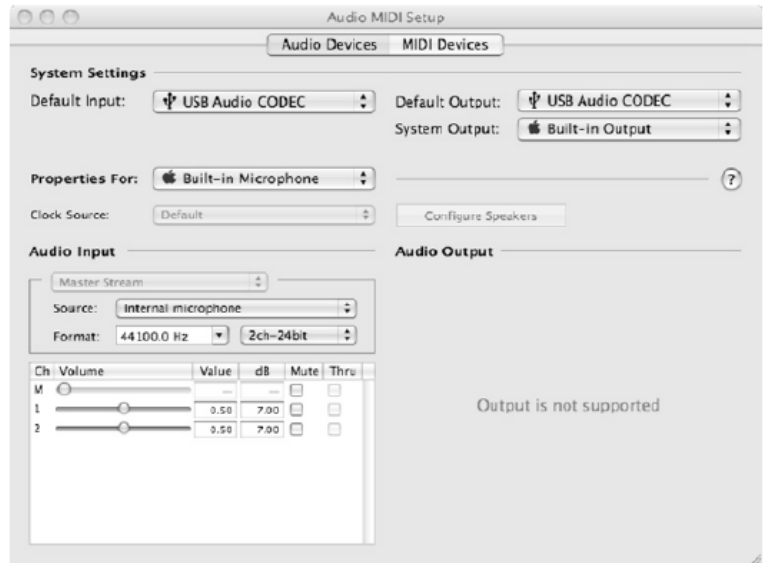 Audio MIDI Setup
Audio Devices MIDI Devices
System Settings
Default Input: USB Audio CODEC
Default Output: USB Audio CODEC
System Output: Built-in Output
Properties For: Built-in Microphone
?
Clock Source: Default
Configure Speakers
Audio Input
Audio Output
Master Stream
Source: Internal microphone
Format: 44100.0 Hz 2ch-24bit
Ch Volume Value dB Mute Thru
M — —
1 0.50 7.00
2 0.50 7.00
Output is not supported